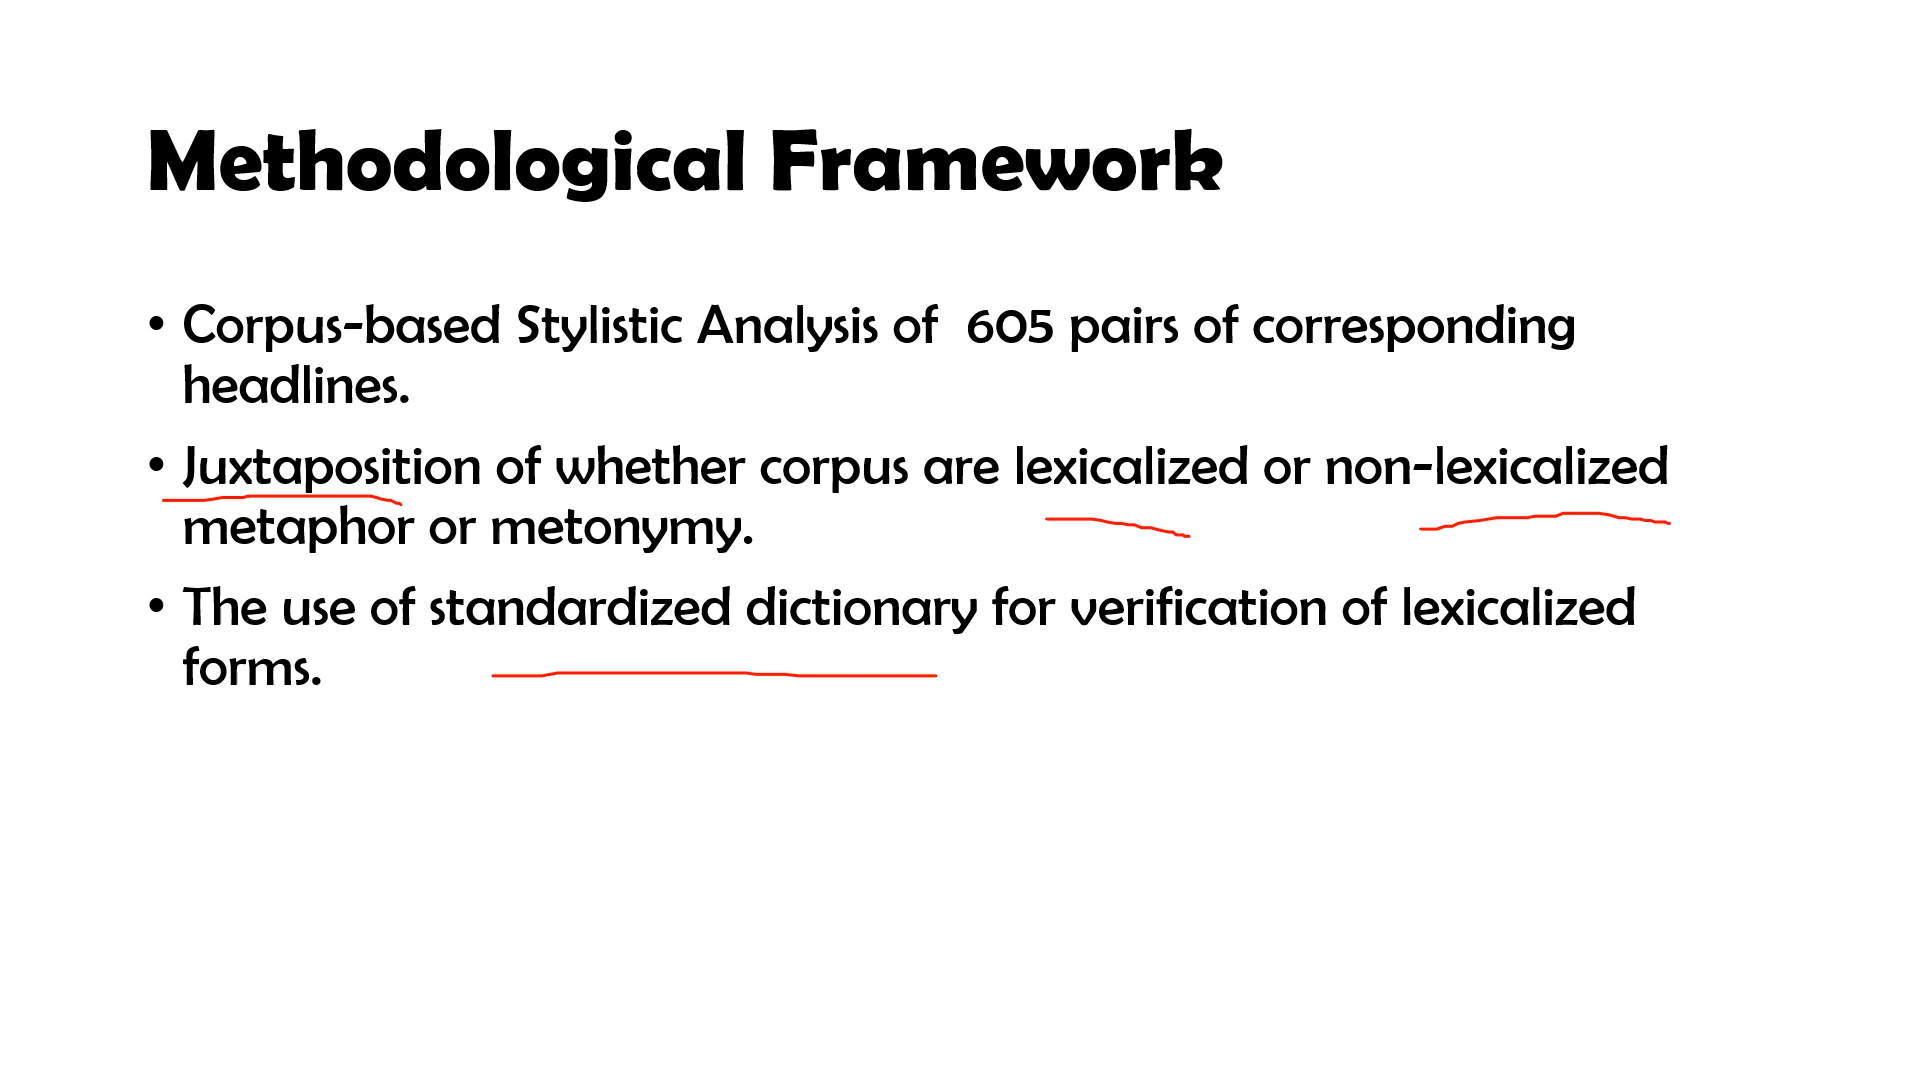 Methodological Framework
• Corpus-based Stylistic Analysis of  605 pairs of corresponding
headlines.
• Juxtaposition of whether corpus are lexicalized or non-lexicalized
metaphor or metonymy.
• The use of standardized dictionary for verification of lexicalized
forms.